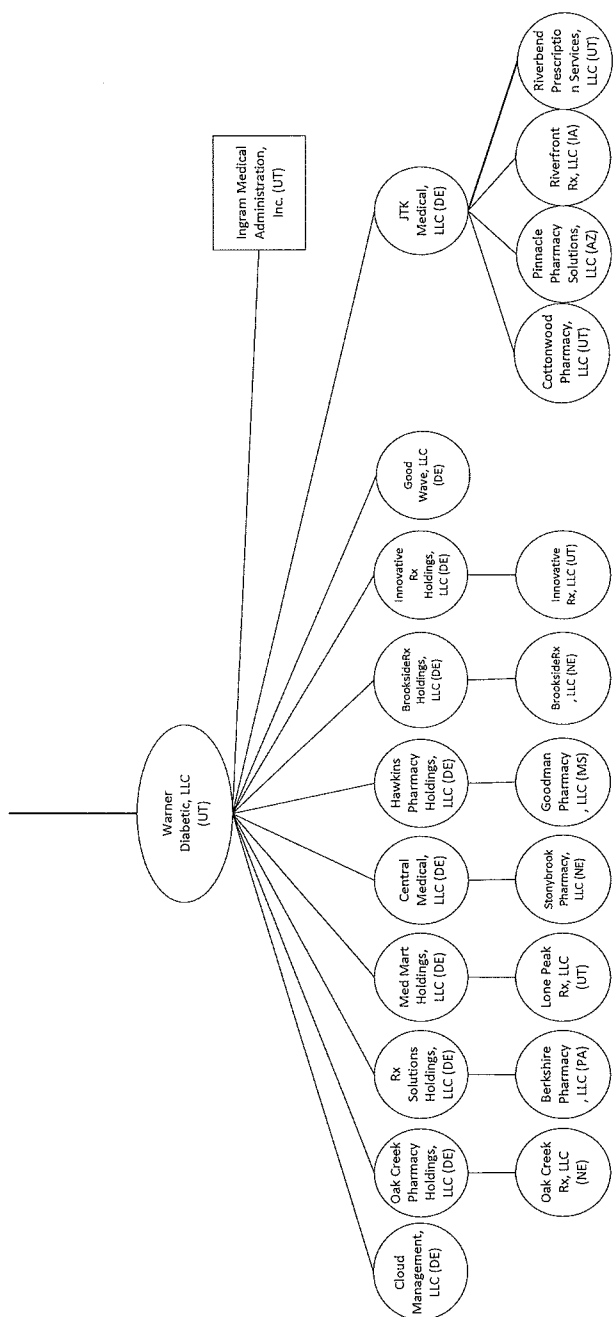 Warner
Diabetic, LLC
(UT)
Ingram Medical
Administration,
Inc. (UT)
Cloud
Management,
LLC (DE)
Oak Creek
Pharmacy
Holdings,
LLC (DE)
Rx
Solutions
Holdings,
LLC (DE)
Med Mart
Holdings,
LLC (DE)
Central
Medical,
LLC (DE)
Hawkins
Pharmacy
Holdings,
LLC (DE)
BrooksideRx
Holdings,
LLC (DE)
Innovative
Rx
Holdings,
LLC (DE)
Good
Wave, LLC
(DE)
JTK
Medical,
LLC (DE)
Oak Creek
Rx, LLC
(NE)
Berkshire
Pharmacy
, LLC (PA)
Lone Peak
Rx, LLC
(UT)
Stonybrook
Pharmacy,
LLC (NE)
Goodman
Pharmacy
, LLC (MS)
BrooksideRx
, LLC (NE)
Innovative
Rx, LLC (UT)
Cottonwood
Pharmacy,
LLC (UT)
Pinnacle
Pharmacy
Solutions,
LLC (AZ)
Riverfront
Rx, LLC (IA)
Riverbend
Prescriptio
n Services,
LLC (UT)